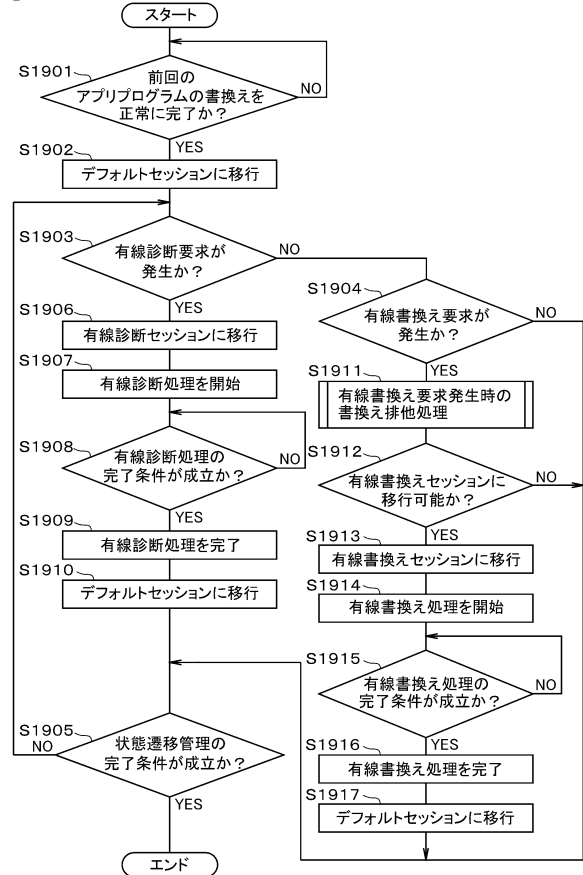 スタート
S1901
前回の
アプリプログラムの書換えを
正常に完了か？
NO
YES
S1902
デフォルトセッションに移行
S1903
有線診断要求が
発生か？
NO
YES
S1906
有線診断セッションに移行
S1907
有線診断処理を開始
S1908
有線診断処理の
完了条件が成立か？
NO
YES
S1909
有線診断処理を完了
S1910
デフォルトセッションに移行
S1904
有線書換え要求が
発生か？
NO
YES
S1911
有線書換え要求発生時の
書換え排他処理
S1912
有線書換えセッションに
移行可能か？
NO
YES
S1913
有線書換えセッションに移行
S1914
有線書換え処理を開始
S1915
有線書換え処理の
完了条件が成立か？
NO
YES
S1916
有線書換え処理を完了
S1917
デフォルトセッションに移行
S1905
状態遷移管理の
完了条件が成立か？
NO
YES
エンド